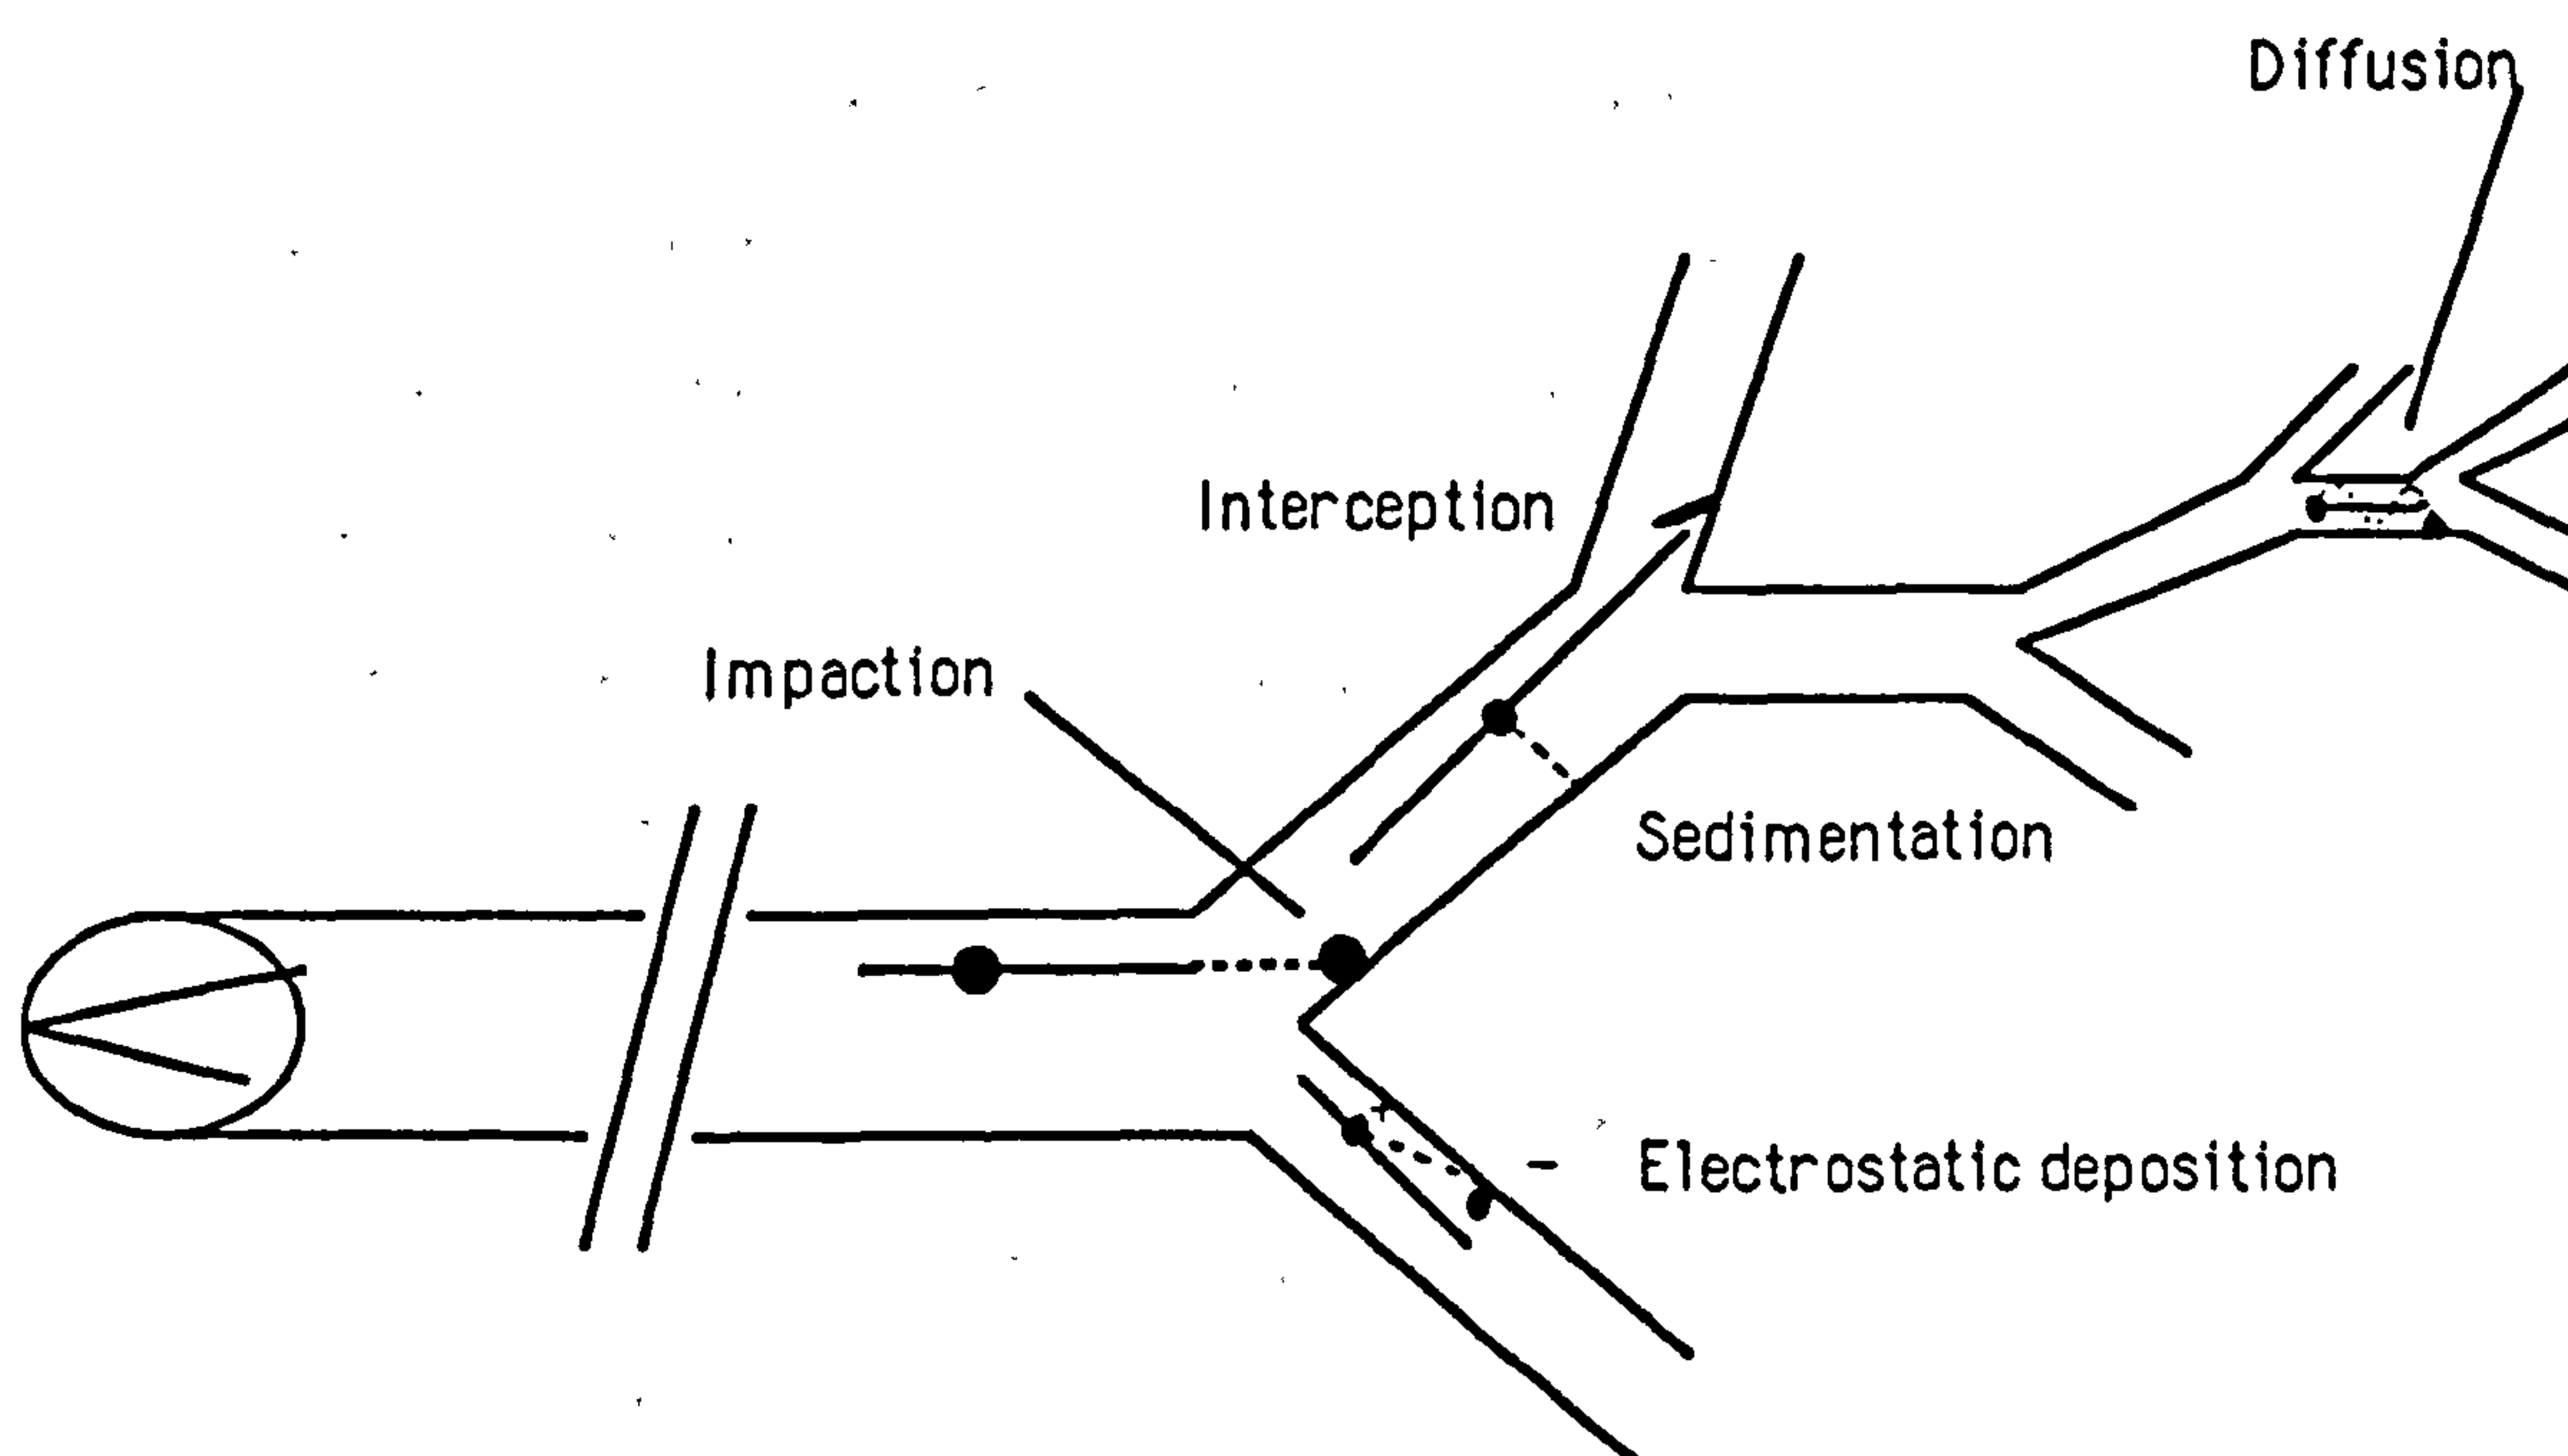 Diffusion
Interception
Impaction
Sedimentation
- Electrostatic deposition